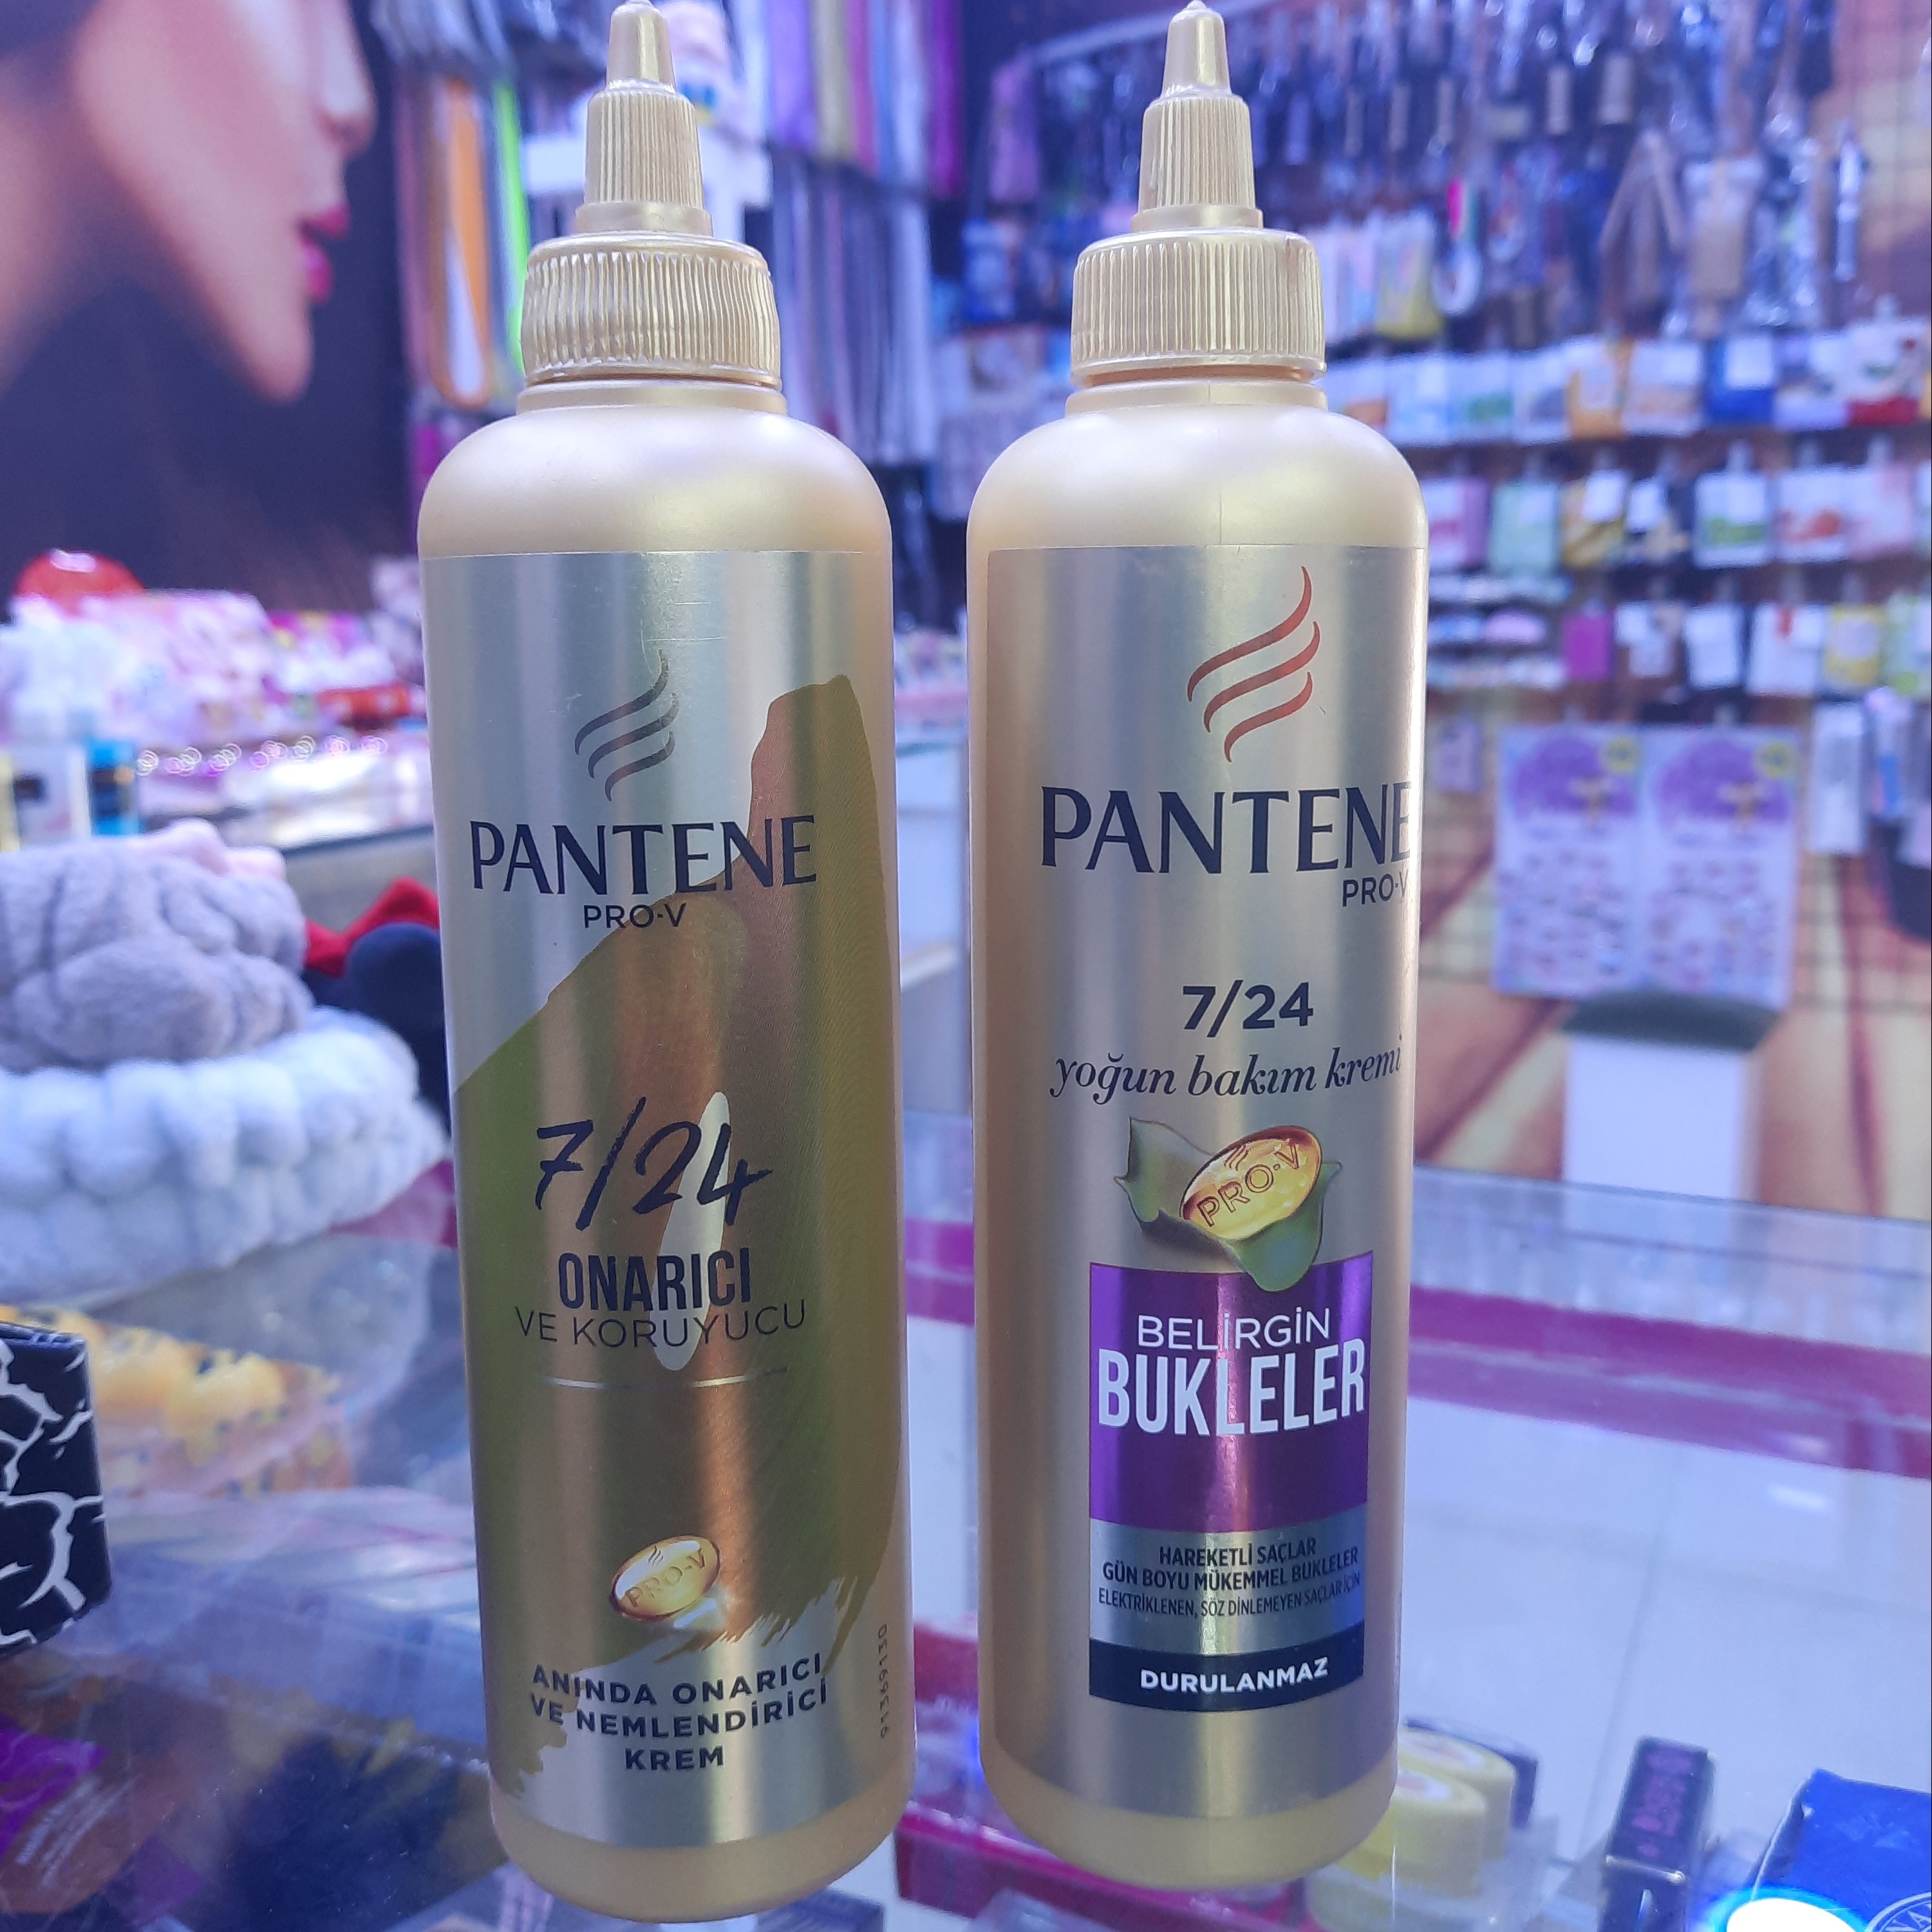 PANTENE
PRO-V
7/24
ONARICI
VE KORUYUCU
PRO-V
ANINDA ONARICI
VE NEMLENDİRİCİ
KREM
91369130
PANTENE
PRO-V
7/24
yoğun bakım kremi
PRO-V
BELİRGİN
BUKLELER
HAREKETLİ SAÇLAR
GÜN BOYU MÜKEMMEL BUKLELER
ELEKTRİKLENEN, SÖZ DİNLEMEYEN SAÇLAR İÇİN
DURULANMAZ